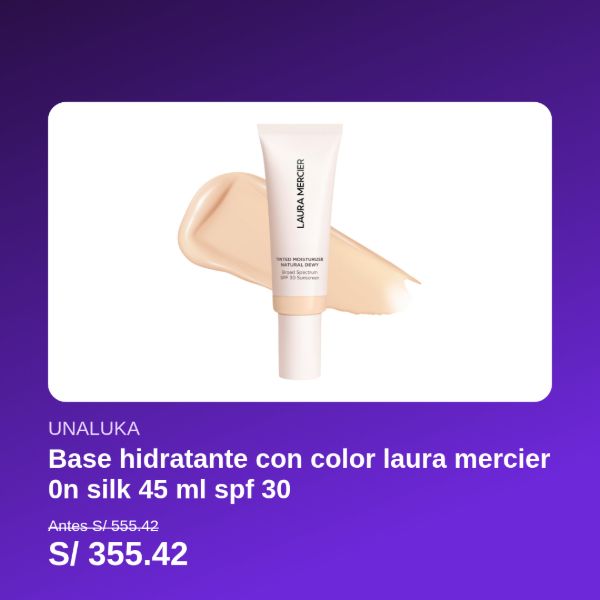 LAURA MERCIER
TINTED MOISTURIZER
NATURAL DEWY
Broad Spectrum
SPF 30 Sunscreen
UNALUKA
Base hidratante con color laura mercier
0n silk 45 ml spf 30
Antes S/ 555.42
S/ 355.42